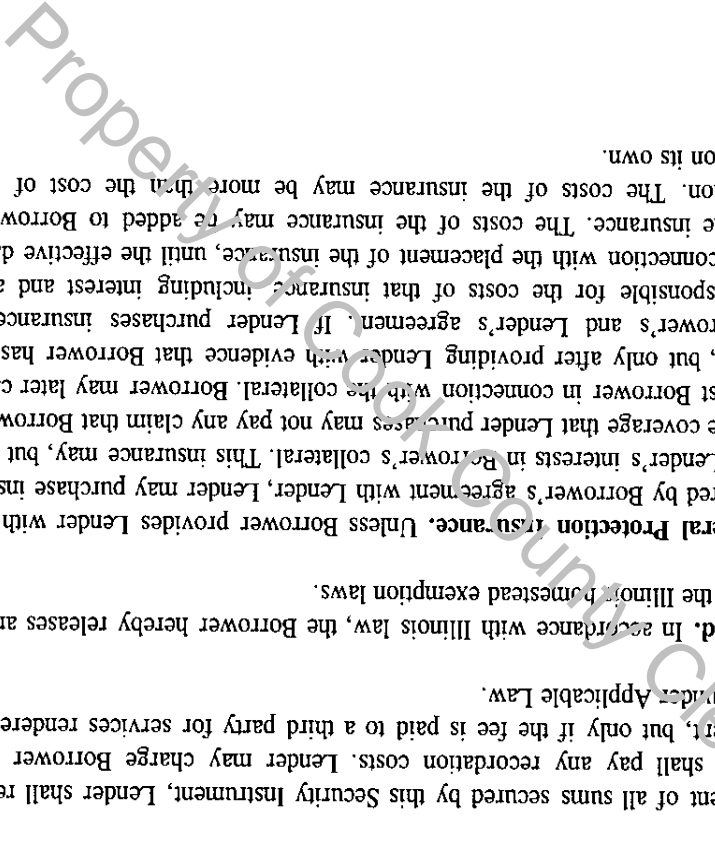 ent of all sums secured by this Security Instrument, Lender shall re
shall pay any recordation costs. Lender may charge Borrower
nt, but only if the fee is paid to a third party for services rendere
under Applicable Law.
d. In accordance with Illinois law, the Borrower hereby releases an
the Illinois homestead exemption laws.
eral Protection Insurance. Unless Borrower provides Lender with
red by Borrower's agreement with Lender, Lender may purchase ins
Lender's interests in Borrower's collateral. This insurance may, but
e coverage that Lender purchases may not pay any claim that Borrow
st Borrower in connection with the collateral. Borrower may later c
, but only after providing Lender with evidence that Borrower has
rower's and Lender's agreement. If Lender purchases insurance
sponsible for the costs of that insurance, including interest and a
connection with the placement of the insurance, until the effective d
e insurance. The costs of the insurance may be added to Borrow
on. The costs of the insurance may be more than the cost of
on its own.
Property of Cook County Cl